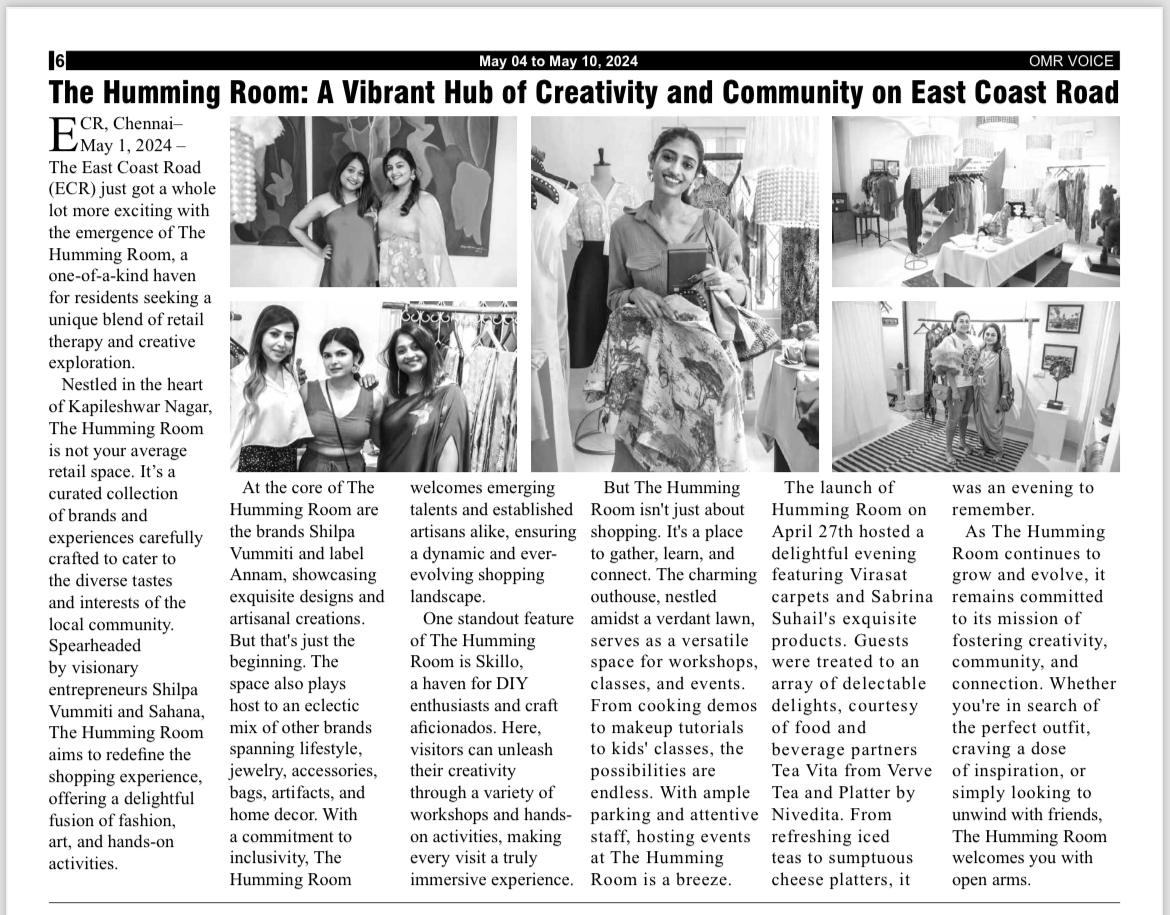 6
May 04 to May 10, 2024
OMR VOICE
The Humming Room: A Vibrant Hub of Creativity and Community on East Coast Road
ECR, Chennai–
May 1, 2024 –
The East Coast Road
(ECR) just got a whole
lot more exciting with
the emergence of The
Humming Room, a
one-of-a-kind haven
for residents seeking a
unique blend of retail
therapy and creative
exploration.
Nestled in the heart
of Kapileshwar Nagar,
The Humming Room
is not your average
retail space. It’s a
curated collection
of brands and
experiences carefully
crafted to cater to
the diverse tastes
and interests of the
local community.
Spearheaded
by visionary
entrepreneurs Shilpa
Vummiti and Sahana,
The Humming Room
aims to redefine the
shopping experience,
offering a delightful
fusion of fashion,
art, and hands-on
activities.
At the core of The
Humming Room are
the brands Shilpa
Vummiti and label
Annam, showcasing
exquisite designs and
artisanal creations.
But that's just the
beginning. The
space also plays
host to an eclectic
mix of other brands
spanning lifestyle,
jewelry, accessories,
bags, artifacts, and
home decor. With
a commitment to
inclusivity, The
Humming Room
welcomes emerging
talents and established
artisans alike, ensuring
a dynamic and ever-
evolving shopping
landscape.
One standout feature
of The Humming
Room is Skillo,
a haven for DIY
enthusiasts and craft
aficionados. Here,
visitors can unleash
their creativity
through a variety of
workshops and hands-
on activities, making
every visit a truly
immersive experience.
But The Humming
Room isn't just about
shopping. It's a place
to gather, learn, and
connect. The charming
outhouse, nestled
amidst a verdant lawn,
serves as a versatile
space for workshops,
classes, and events.
From cooking demos
to makeup tutorials
to kids' classes, the
possibilities are
endless. With ample
parking and attentive
staff, hosting events
at The Humming
Room is a breeze.
The launch of
Humming Room on
April 27th hosted a
delightful evening
featuring Virasat
carpets and Sabrina
Suhail's exquisite
products. Guests
were treated to an
array of delectable
delights, courtesy
of food and
beverage partners
Tea Vita from Verve
Tea and Platter by
Nivedita. From
refreshing iced
teas to sumptuous
cheese platters, it
was an evening to
remember.
As The Humming
Room continues to
grow and evolve, it
remains committed
to its mission of
fostering creativity,
community, and
connection. Whether
you're in search of
the perfect outfit,
craving a dose
of inspiration, or
simply looking to
unwind with friends,
The Humming Room
welcomes you with
open arms.